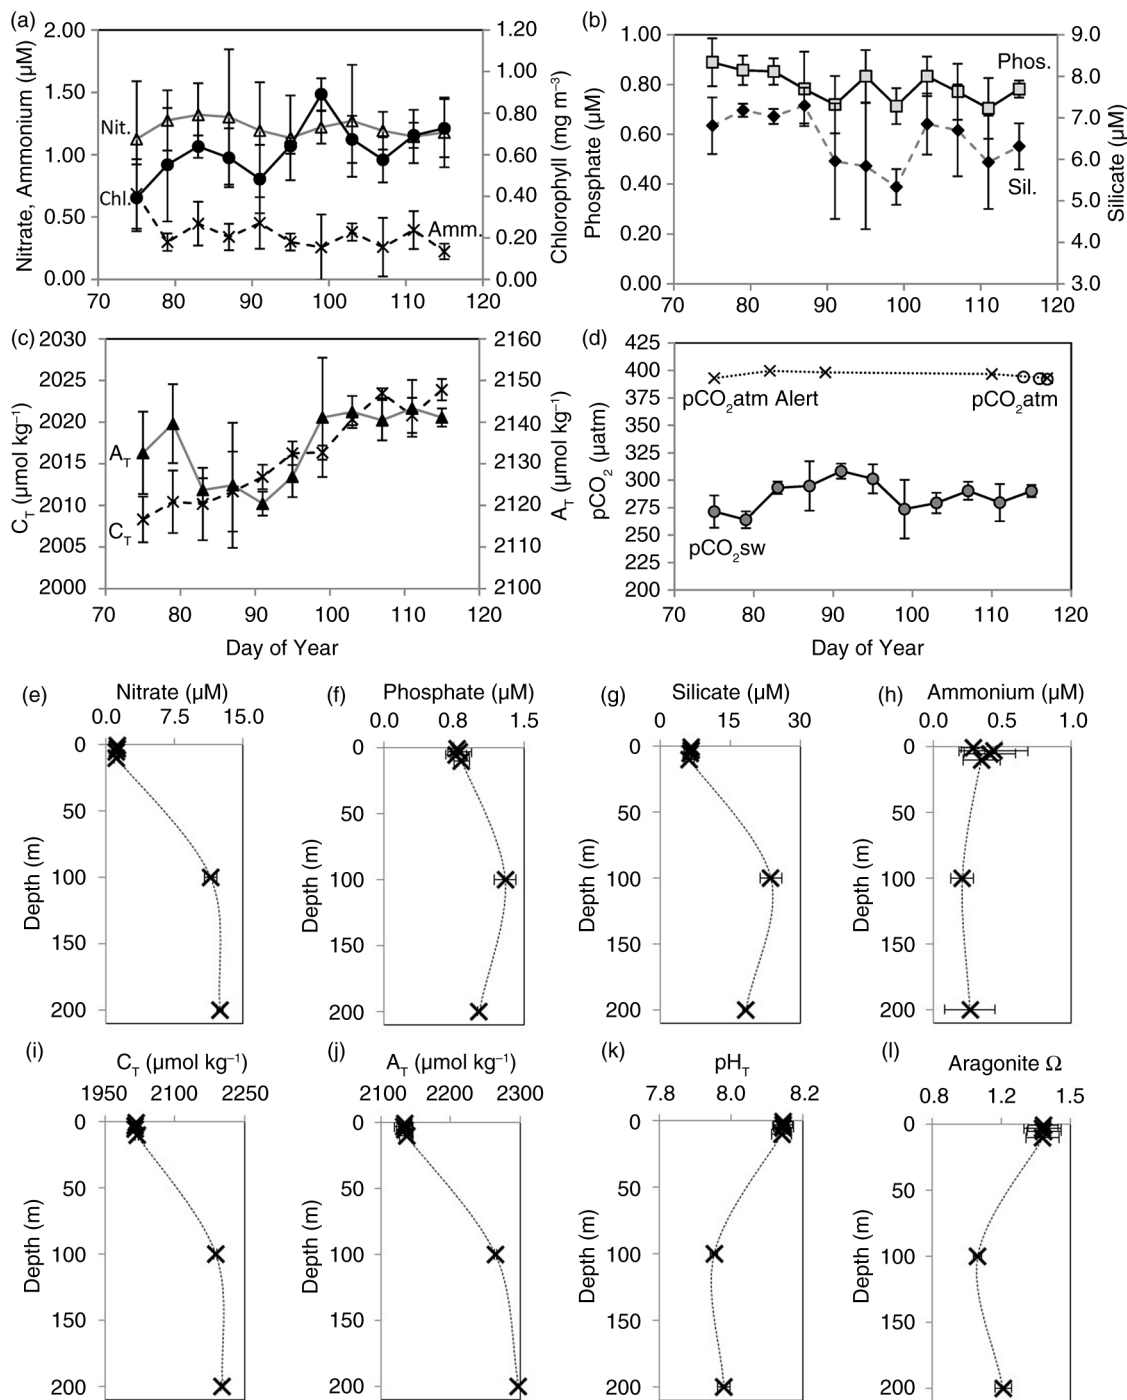 (a)
2.00
1.50
1.00
0.50
0.00
Nitrate, Ammonium (μM)
Nit.
Chl.
Amm.
1.20
1.00
0.80
0.60
0.40
0.20
0.00
Chlorophyll (mg m⁻³)
70 80 90 100 110 120
(b)
1.00
0.80
0.60
0.40
0.20
0.00
Phosphate (μM)
Phos.
Sil.
9.0
8.0
7.0
6.0
5.0
4.0
3.0
Silicate (μM)
70 80 90 100 110 120
(c)
2030
2025
2020
2015
2010
2005
2000
C_T (μmol kg⁻¹)
A_T
C_T
2160
2150
2140
2130
2120
2110
2100
A_T (μmol kg⁻¹)
70 80 90 100 110 120
Day of Year
(d)
425
400
375
350
325
300
275
250
225
200
pCO₂ (μatm)
pCO₂atm Alert
pCO₂atm
pCO₂sw
70 80 90 100 110 120
Day of Year
(e)
Nitrate (μM)
0.0 7.5 15.0
0
50
100
150
200
Depth (m)
(f)
Phosphate (μM)
0.0 0.8 1.5
0
50
100
150
200
Depth (m)
(g)
Silicate (μM)
0 15 30
0
50
100
150
200
Depth (m)
(h)
Ammonium (μM)
0.0 0.5 1.0
0
50
100
150
200
Depth (m)
(i)
C_T (μmol kg⁻¹)
1950 2100 2250
0
50
100
150
200
Depth (m)
(j)
A_T (μmol kg⁻¹)
2100 2200 2300
0
50
100
150
200
Depth (m)
(k)
pH_T
7.8 8.0 8.2
0
50
100
150
200
Depth (m)
(l)
Aragonite Ω
0.8 1.2 1.5
0
50
100
150
200
Depth (m)